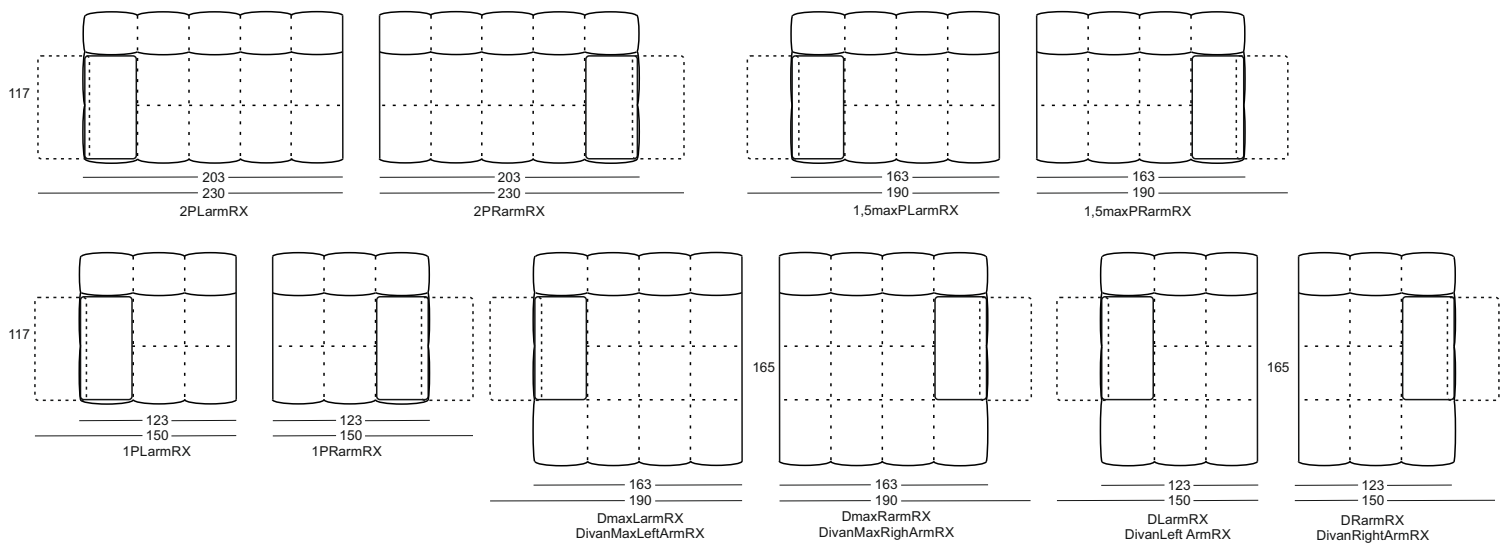 117
203
230
2PLarmRX
203
230
2PRarmRX
163
190
1,5maxPLarmRX
163
190
1,5maxPRarmRX
117
123
150
1PLarmRX
123
150
1PRarmRX
165
163
190
DmaxLarmRX
DivanMaxLeftArmRX
163
190
DmaxRarmRX
DivanMaxRighArmRX
165
123
150
DLarmRX
DivanLeft ArmRX
123
150
DRarmRX
DivanRightArmRX